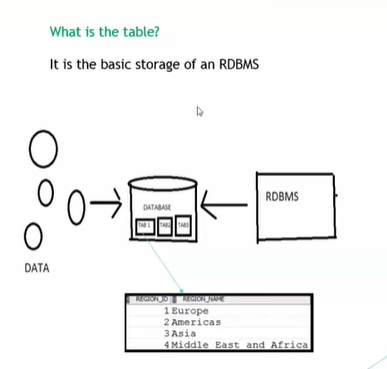 What is the table?
It is the basic storage of an RDBMS
DATABASE
TAB 1 TAB2 TAB3
RDBMS
DATA
REGION_ID REGION_NAME
1 Europe
2 Americas
3 Asia
4 Middle East and Africa